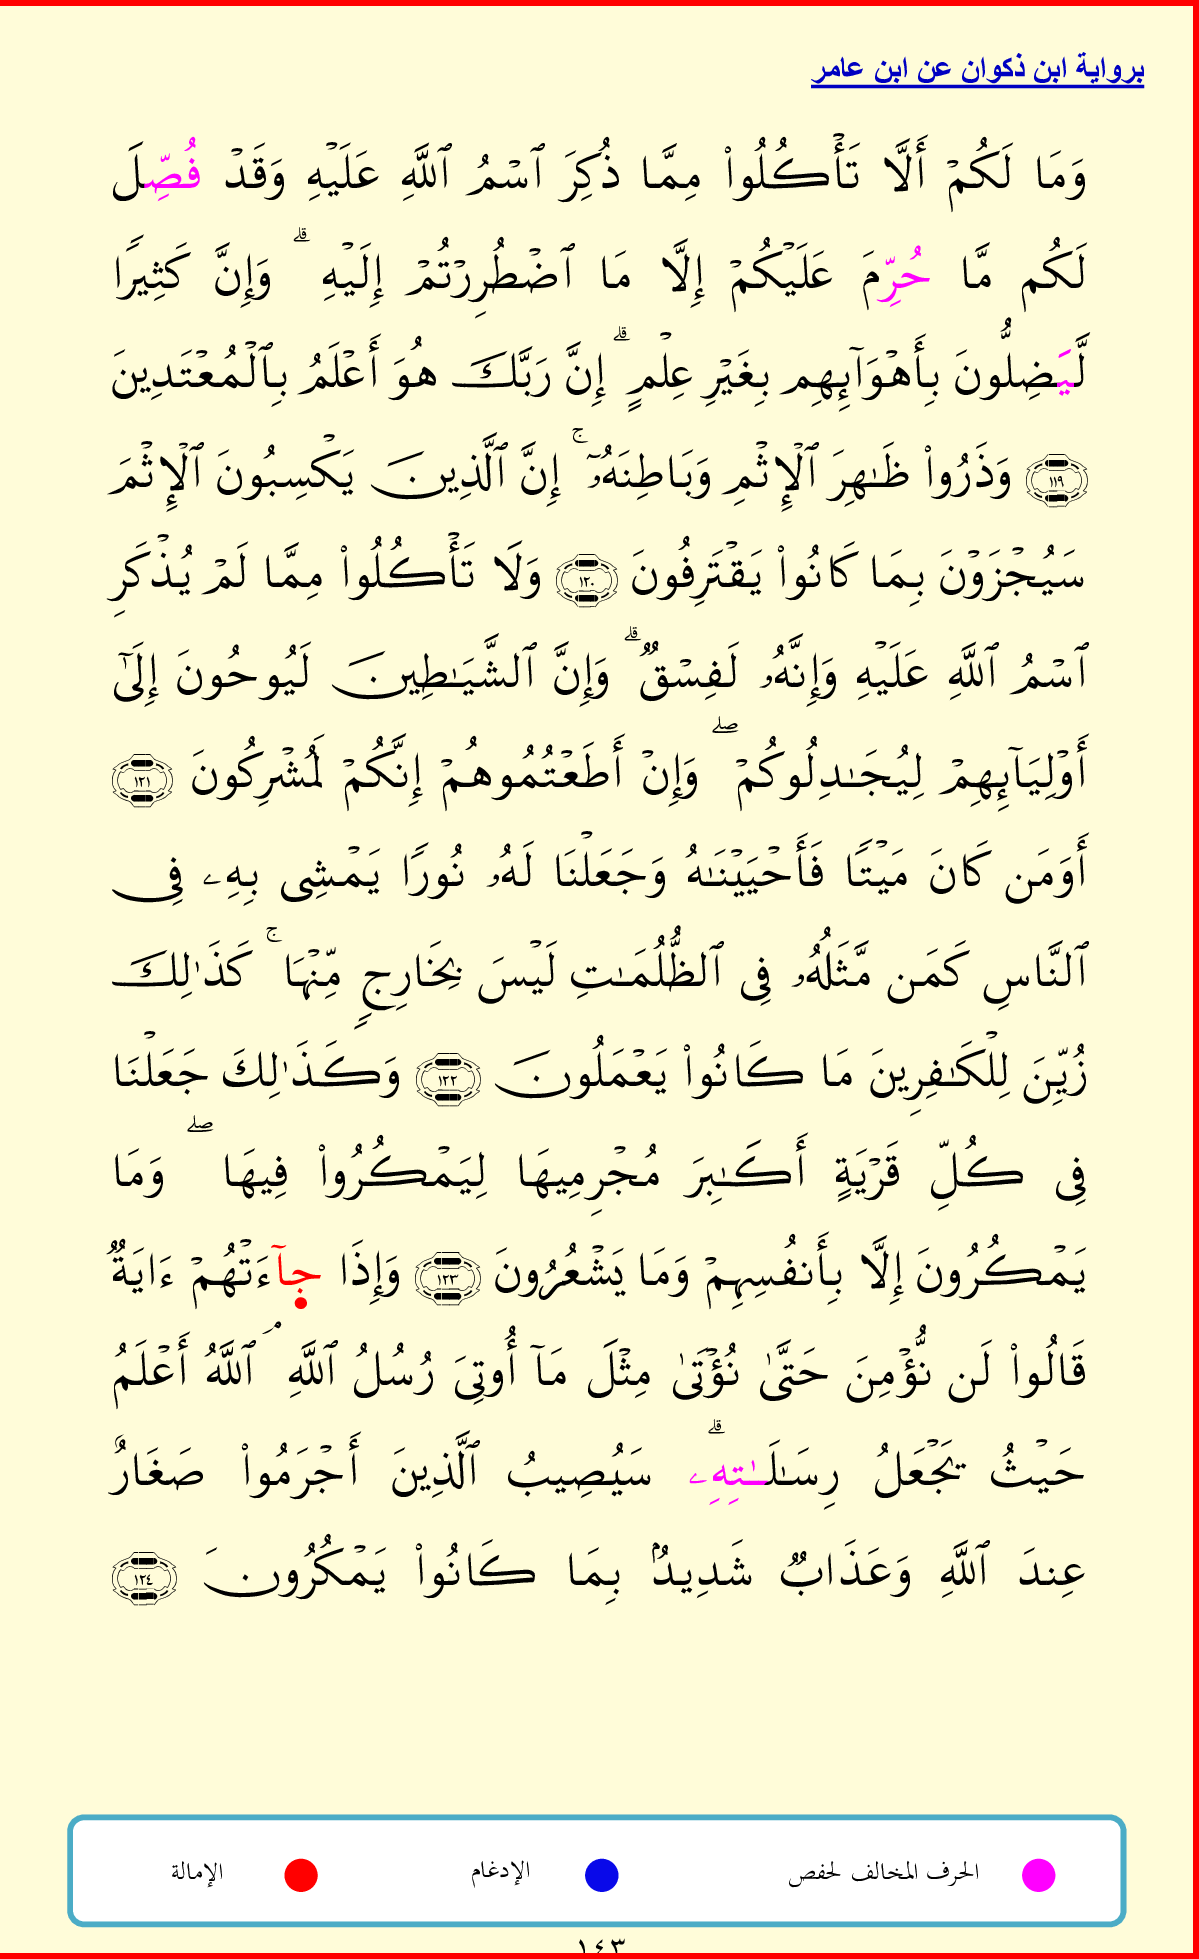 برواية ابن ذكوان عن ابن عامر
وَمَا لَكُمۡ أَلَّا تَأۡكُلُواْ مِمَّا ذُكِرَ ٱسۡمُ ٱللَّهِ عَلَيۡهِ وَقَدۡ فُصِّلَ
لَكُم مَّا حُرِّمَ عَلَيۡكُمۡ إِلَّا مَا ٱضۡطُرِرۡتُمۡ إِلَيۡهِۗ وَإِنَّ كَثِيرٗا
لَّيَضِلُّونَ بِأَهۡوَآئِهِم بِغَيۡرِ عِلۡمٍۗ إِنَّ رَبَّكَ هُوَ أَعۡلَمُ بِٱلۡمُعۡتَدِينَ
١١٩ وَذَرُواْ ظَٰهِرَ ٱلۡإِثۡمِ وَبَاطِنَهُۥٓۚ إِنَّ ٱلَّذِينَ يَكۡسِبُونَ ٱلۡإِثۡمَ
سَيُجۡزَوۡنَ بِمَا كَانُواْ يَقۡتَرِفُونَ ١٢٠ وَلَا تَأۡكُلُواْ مِمَّا لَمۡ يُذۡكَرِ
ٱسۡمُ ٱللَّهِ عَلَيۡهِ وَإِنَّهُۥ لَفِسۡقٞۗ وَإِنَّ ٱلشَّيَٰطِينَ لَيُوحُونَ إِلَىٰٓ
أَوۡلِيَآئِهِمۡ لِيُجَٰدِلُوكُمۡۖ وَإِنۡ أَطَعۡتُمُوهُمۡ إِنَّكُمۡ لَمُشۡرِكُونَ ١٢١
أَوَمَن كَانَ مَيۡتٗا فَأَحۡيَيۡنَٰهُ وَجَعَلۡنَا لَهُۥ نُورٗا يَمۡشِي بِهِۦ فِي
ٱلنَّاسِ كَمَن مَّثَلُهُۥ فِي ٱلظُّلُمَٰتِ لَيۡسَ بِخَارِجٖ مِّنۡهَاۚ كَذَٰلِكَ
زُيِّنَ لِلۡكَٰفِرِينَ مَا كَانُواْ يَعۡمَلُونَ ١٢٢ وَكَذَٰلِكَ جَعَلۡنَا
فِي كُلِّ قَرۡيَةٍ أَكَٰبِرَ مُجۡرِمِيهَا لِيَمۡكُرُواْ فِيهَاۖ وَمَا
يَمۡكُرُونَ إِلَّا بِأَنفُسِهِمۡ وَمَا يَشۡعُرُونَ ١٢٣ وَإِذَا جَآءَتۡهُمۡ ءَايَةٞ
قَالُواْ لَن نُّؤۡمِنَ حَتَّىٰ نُؤۡتَىٰ مِثۡلَ مَآ أُوتِيَ رُسُلُ ٱللَّهِۘ ٱللَّهُ أَعۡلَمُ
حَيۡثُ يَجۡعَلُ رِسَٰلَٰتِهِۦۗ سَيُصِيبُ ٱلَّذِينَ أَجۡرَمُواْ صَغَارٌ
عِندَ ٱللَّهِ وَعَذَابٞ شَدِيدُۢ بِمَا كَانُواْ يَمۡكُرُونَ ١٢٤
الحرف المخالف لحفص الإدغام الإمالة
١٤٣